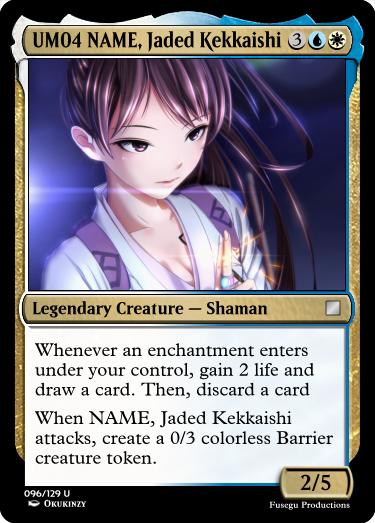 UM04 NAME, Jaded Kekkaishi 3
Legendary Creature — Shaman
Whenever an enchantment enters
under your control, gain 2 life and
draw a card. Then, discard a card
When NAME, Jaded Kekkaishi
attacks, create a 0/3 colorless Barrier
creature token.
2/5
096/129 U
Okukinzy
Fusegu Productions